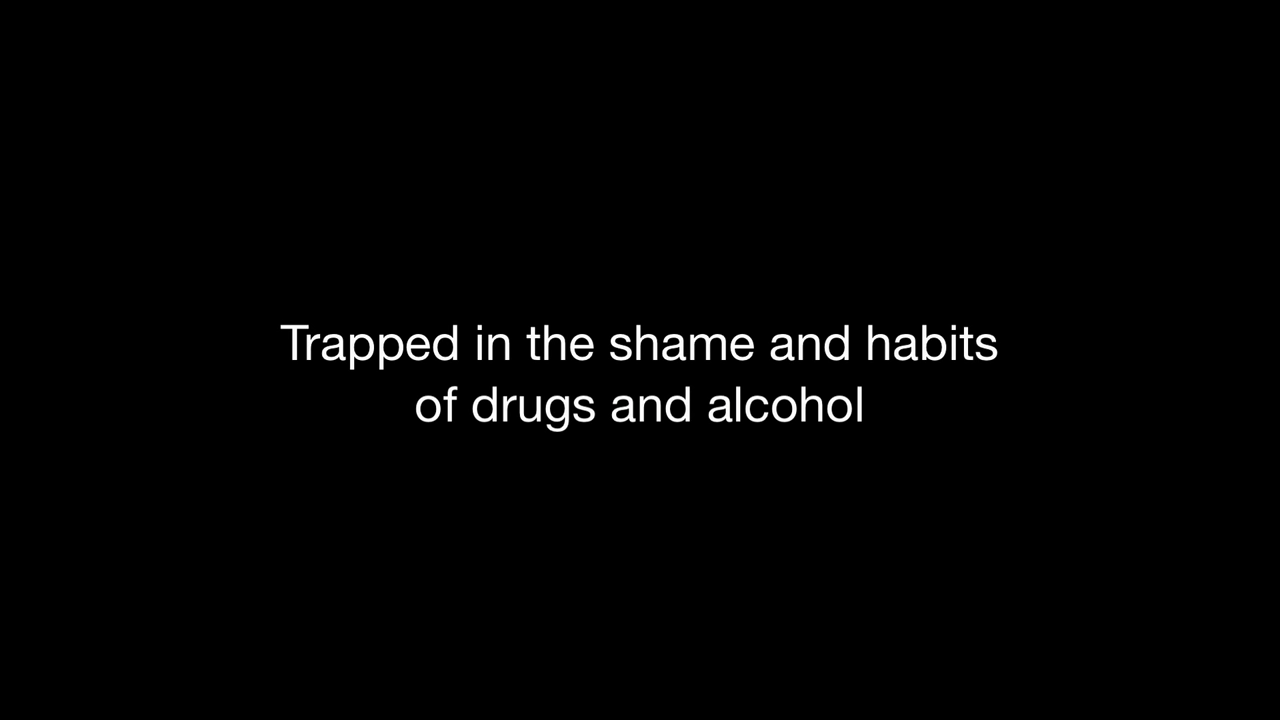 Trapped in the shame and habits
of drugs and alcohol